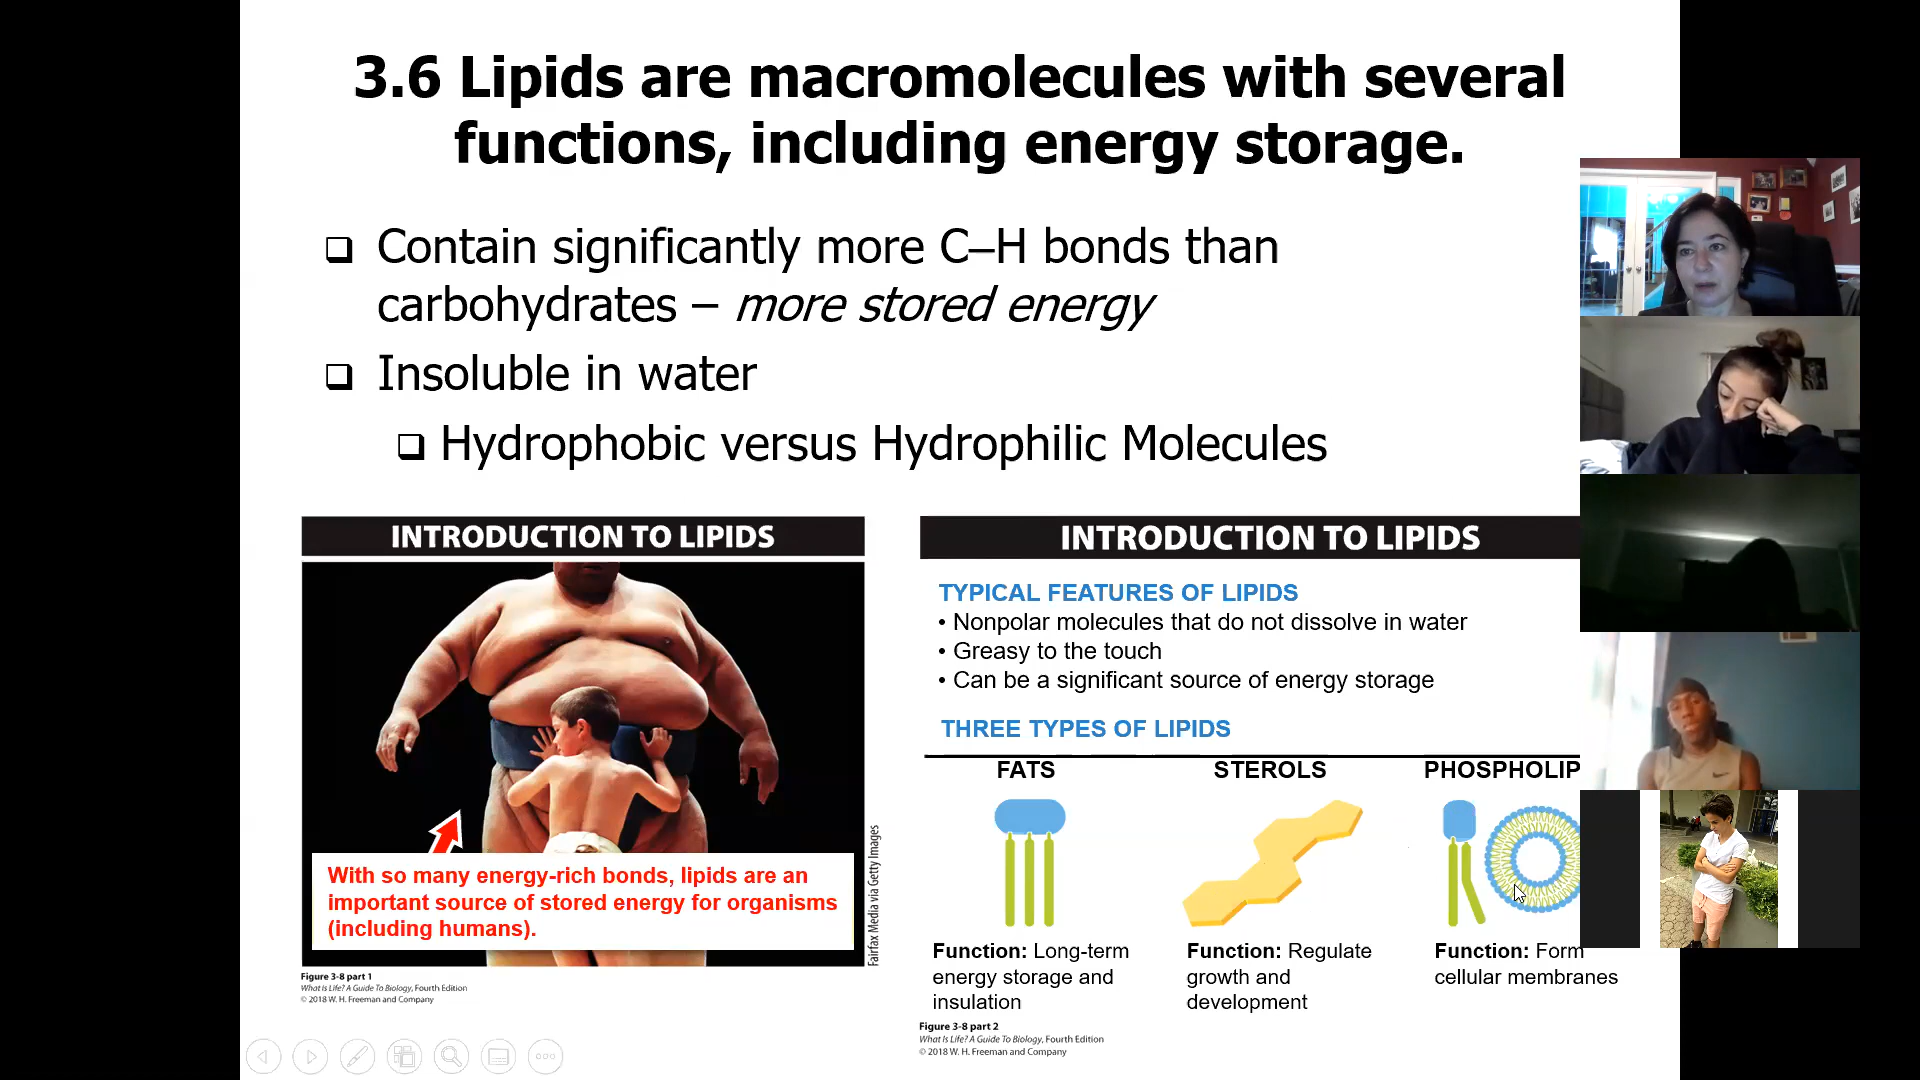 3.6 Lipids are macromolecules with several
functions, including energy storage.
❑ Contain significantly more C–H bonds than
carbohydrates – more stored energy
❑ Insoluble in water
❑ Hydrophobic versus Hydrophilic Molecules
INTRODUCTION TO LIPIDS
With so many energy-rich bonds, lipids are an
important source of stored energy for organisms
(including humans).
Fairfax Media via Getty Images
Figure 3-8 part 1
What Is Life? A Guide To Biology, Fourth Edition
© 2018 W. H. Freeman and Company
INTRODUCTION TO LIPIDS
TYPICAL FEATURES OF LIPIDS
• Nonpolar molecules that do not dissolve in water
• Greasy to the touch
• Can be a significant source of energy storage
THREE TYPES OF LIPIDS
FATS STEROLS PHOSPHOLIP
Function: Long-term
energy storage and
insulation
Function: Regulate
growth and
development
Function: Form
cellular membranes
Figure 3-8 part 2
What Is Life? A Guide To Biology, Fourth Edition
© 2018 W. H. Freeman and Company